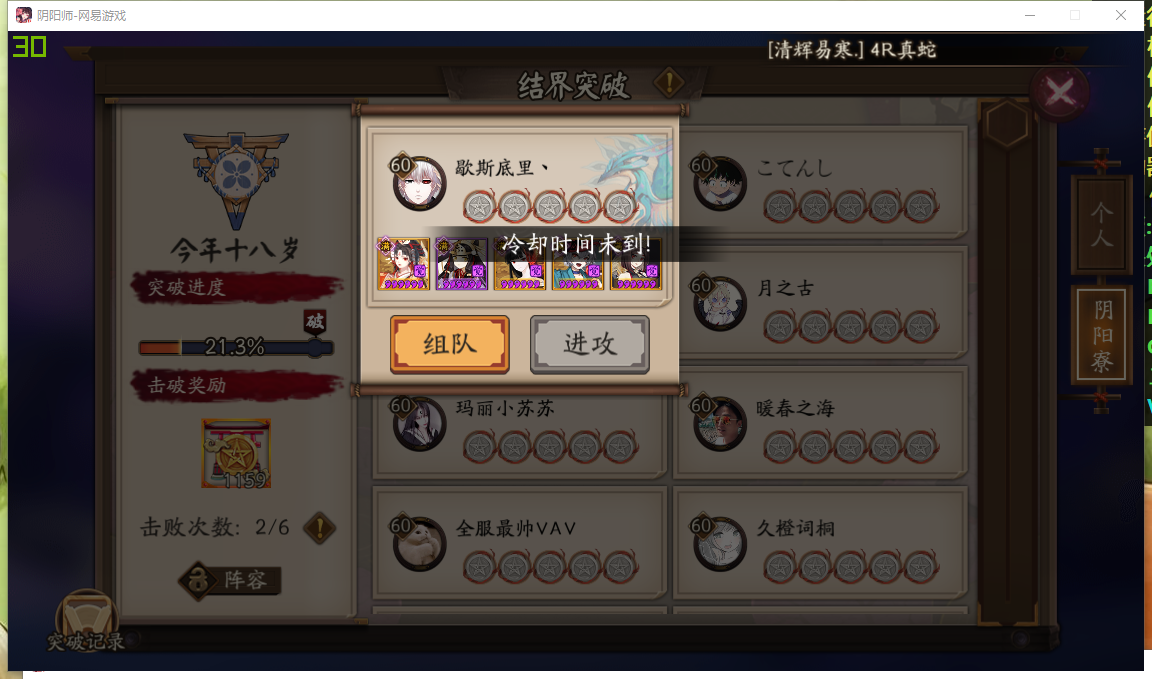 阴阳师-网易游戏
30
[清辉易寒.] 4R真蛇
结界突破
今年十八岁
突破进度
破
21.3%
击破奖励
1159
击败次数: 2/6
阵容
突破记录
60
歇斯底里丶
满
满
冷却时间未到!
组队
进攻
60
こてんし
60
月之古
60
玛丽小苏苏
60
暖春之海
60
全服最帅VAV
60
久橙词桐
个人
阴阳寮